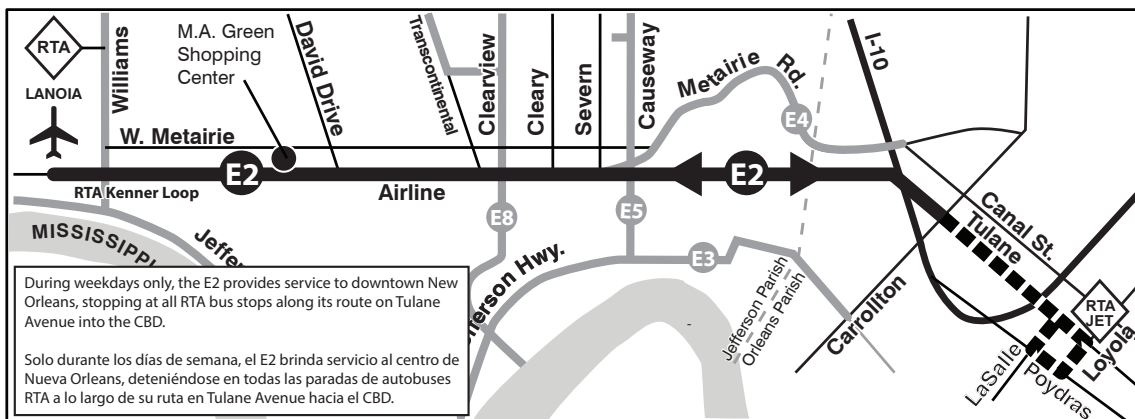 RTA
LANOIA
Williams
M.A. Green
Shopping
Center
David Drive
Transcontinental
Clearview
Cleary
Severn
Causeway
Metairie
Rd.
I-10
W. Metairie
E2
RTA Kenner Loop
Airline
E2
E4
E8
E5
E3
MISSISSIPPI
Jefferson Hwy.
Jefferson Parish
Orleans Parish
Carrollton
Canal St.
Tulane
RTA
JET
Loyola
LaSalle
Poydras
During weekdays only, the E2 provides service to downtown New
Orleans, stopping at all RTA bus stops along its route on Tulane
Avenue into the CBD.
Solo durante los días de semana, el E2 brinda servicio al centro de
Nueva Orleans, deteniéndose en todas las paradas de autobuses
RTA a lo largo de su ruta en Tulane Avenue hacia el CBD.